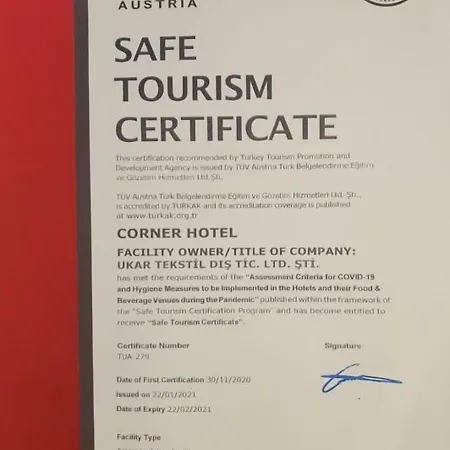 AUSTRIA
SAFE
TOURISM
CERTIFICATE
This certification recommended by Turkey Tourism Promotion and
Development Agency is issued by TÜV Austria Turk Belgelendirme Eğitim
ve Gözetim Hizmetleri Ltd.Şti.
TÜV Austria Turk Belgelendirme Eğitim ve Gözetim Hizmetleri Ltd. Şti.,
is accredited by TURKAK and its accreditation coverage is published
at www.turkak.org.tr
CORNER HOTEL
FACILITY OWNER/TITLE OF COMPANY:
UKAR TEKSTİL DIŞ TİC. LTD. ŞTİ.
has met the requirements of the "Assessment Criteria for COVID-19
and Hygiene Measures to be Implemented in the Hotels and their Food &
Beverage Venues during the Pandemic" published within the framework of
the "Safe Tourism Certification Program" and has become entitled to
receive "Safe Tourism Certificate".
Certificate Number Signature
TUA-279
Date of First Certification 30/11/2020
Issued on 22/01/2021
Date of Expiry 22/02/2021
Facility Type